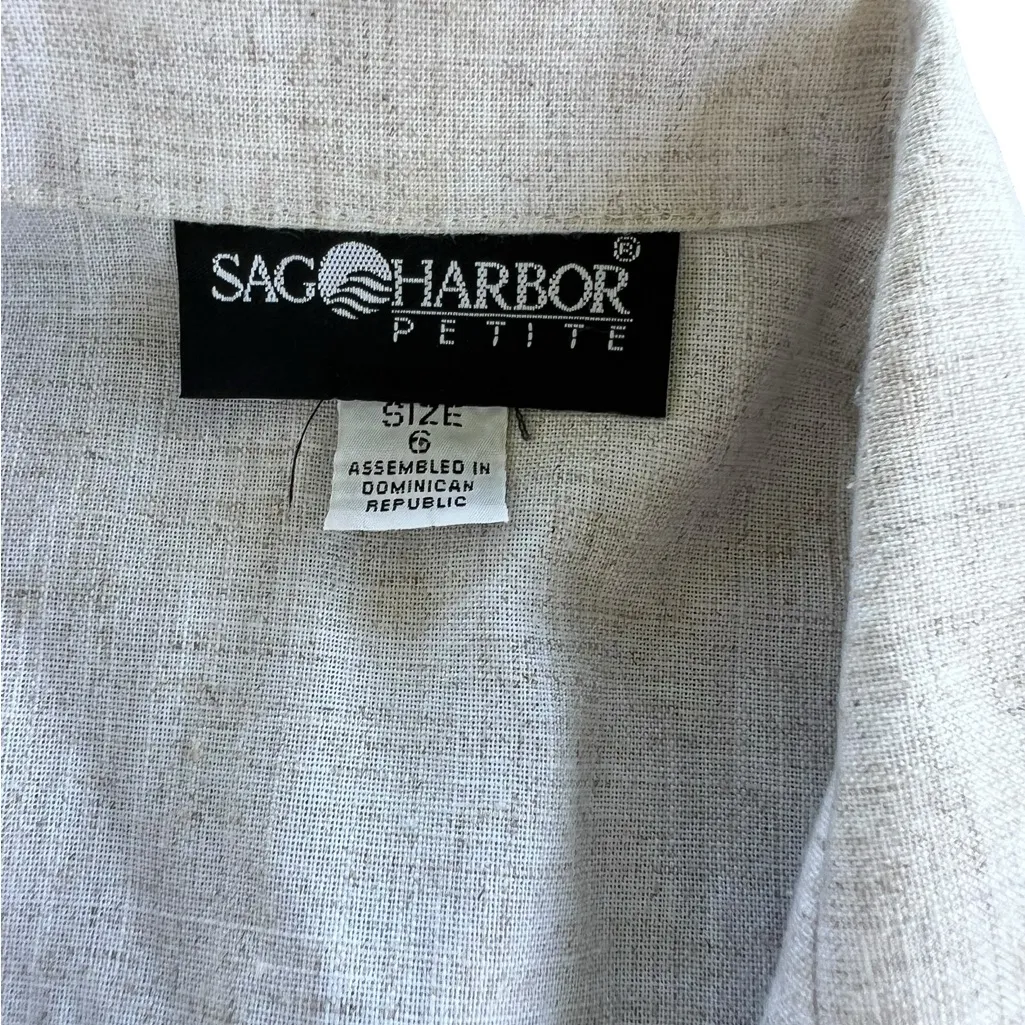 SAG HARBOR®
PETITE
SIZE
6
ASSEMBLED IN
DOMINICAN
REPUBLIC